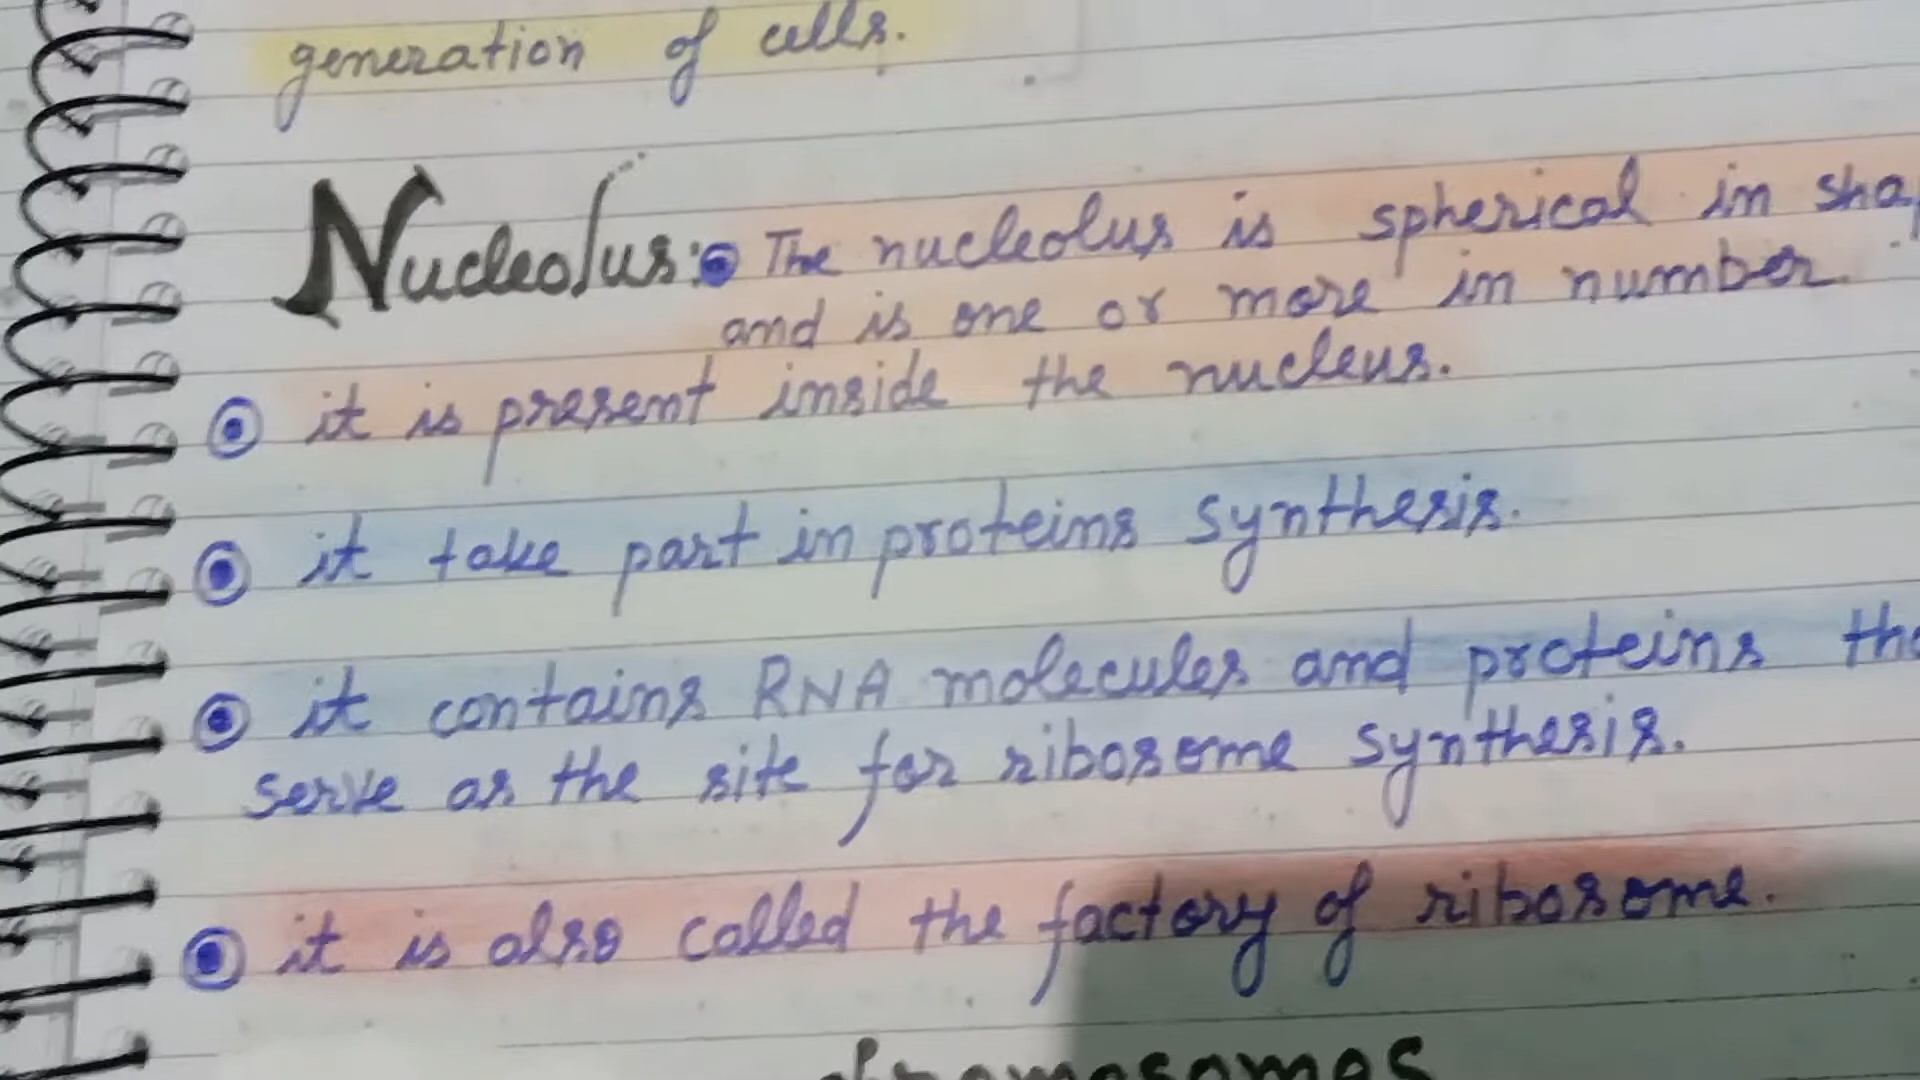 generation of cells.
Nucleolus: The nucleolus is spherical in sha
and is one or more in number.
it is present inside the nucleus.
it take part in proteins synthesis.
it contains RNA molecules and proteins th
serve as the site for ribosome synthesis.
it is also called the factory of ribosome.
chromosomes